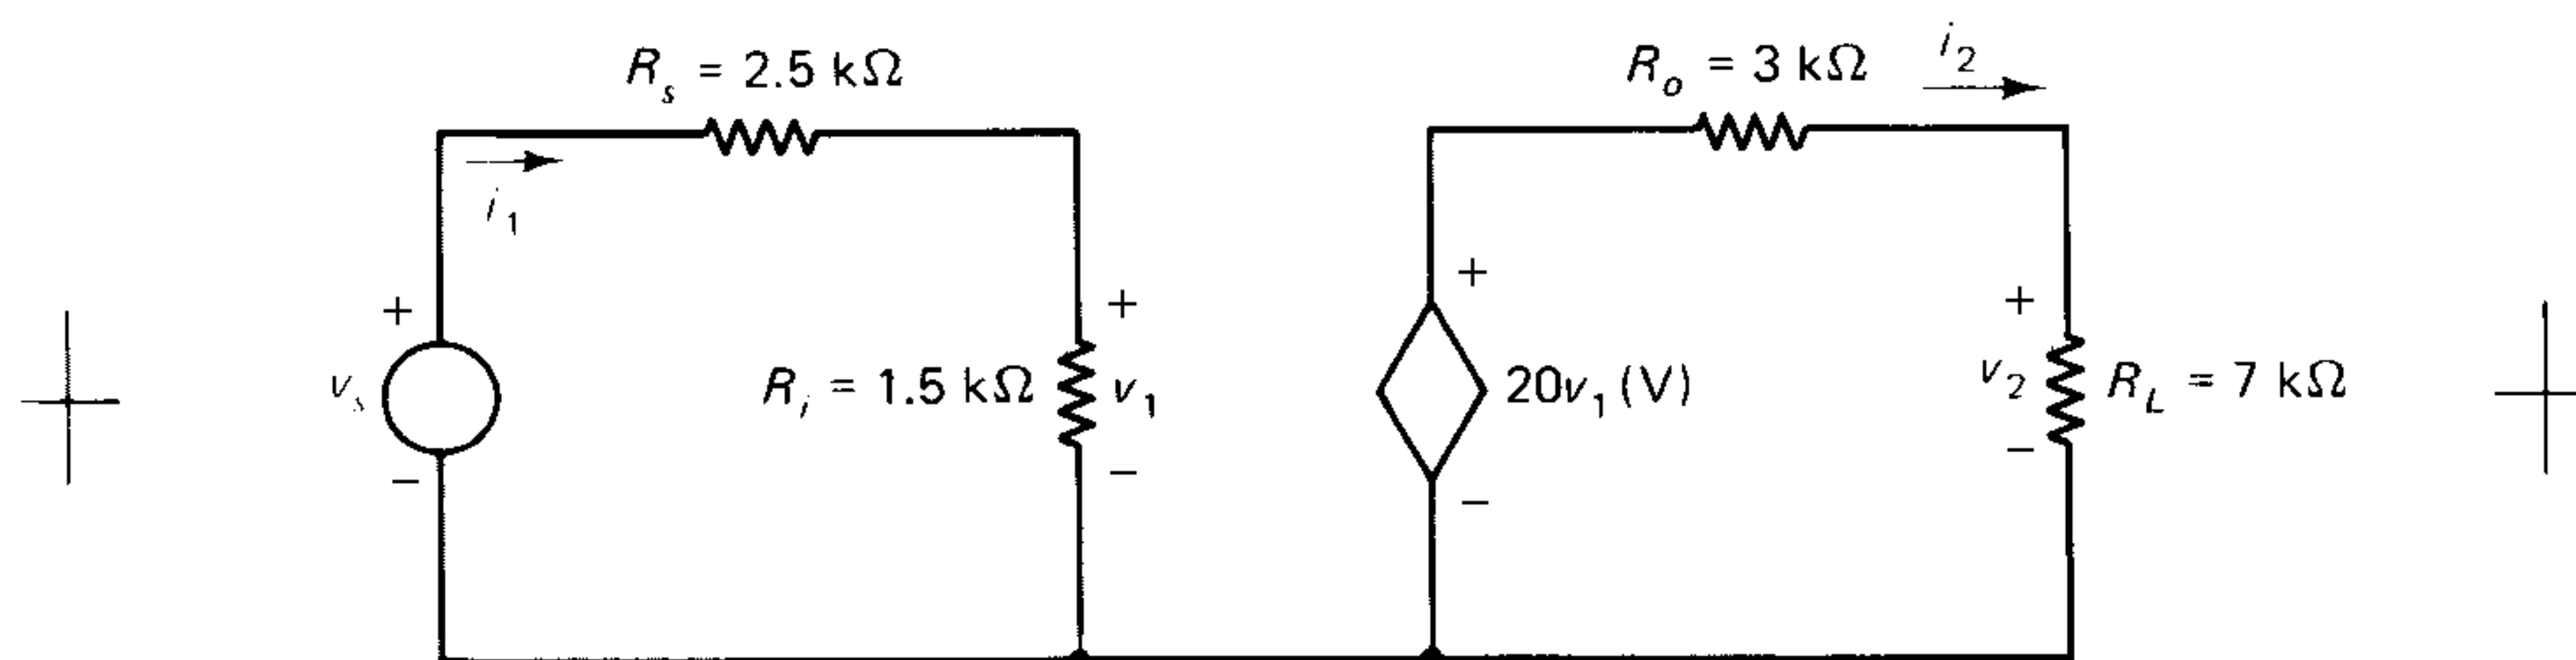 R_s = 2.5 kΩ
R_o = 3 kΩ
i_2
i_1
+
+
+
+
v_s
R_i = 1.5 kΩ
v_1
20v_1 (V)
v_2
R_L = 7 kΩ
−
−
−
−